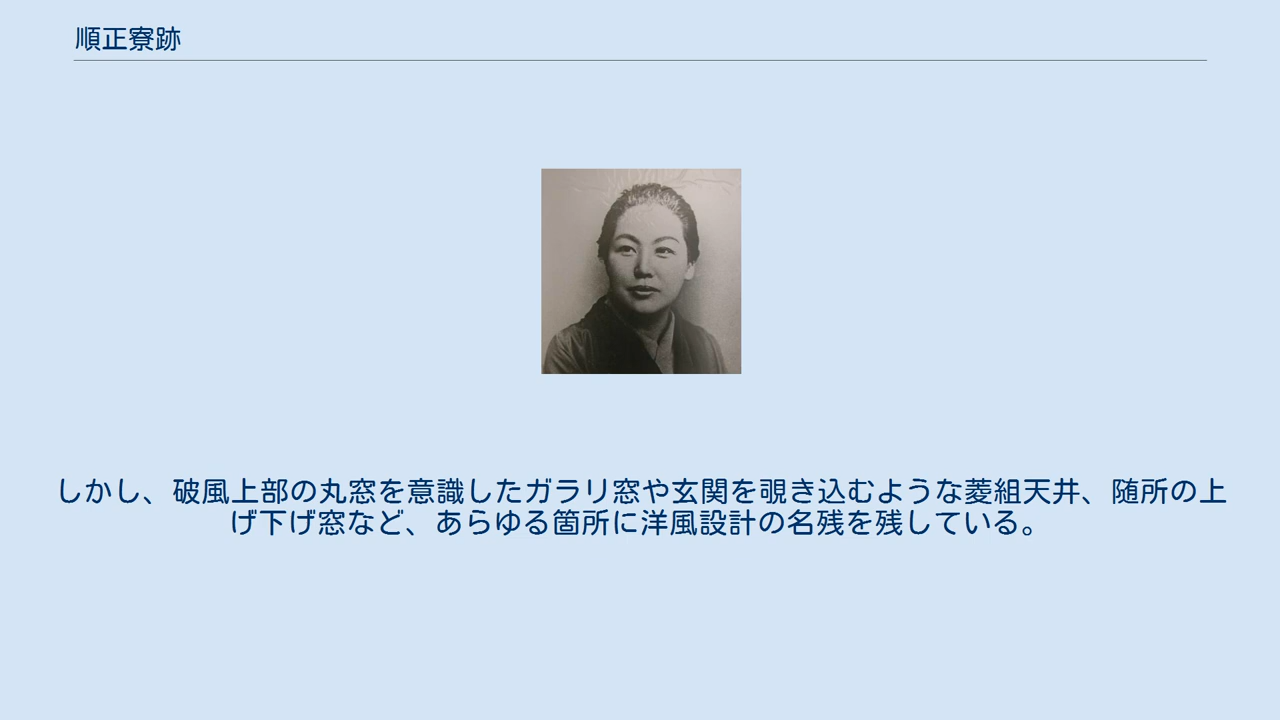 順正寮跡
しかし、破風上部の丸窓を意識したガラリ窓や玄関を覗き込むような菱組天井、随所の上
げ下げ窓など、あらゆる箇所に洋風設計の名残を残している。